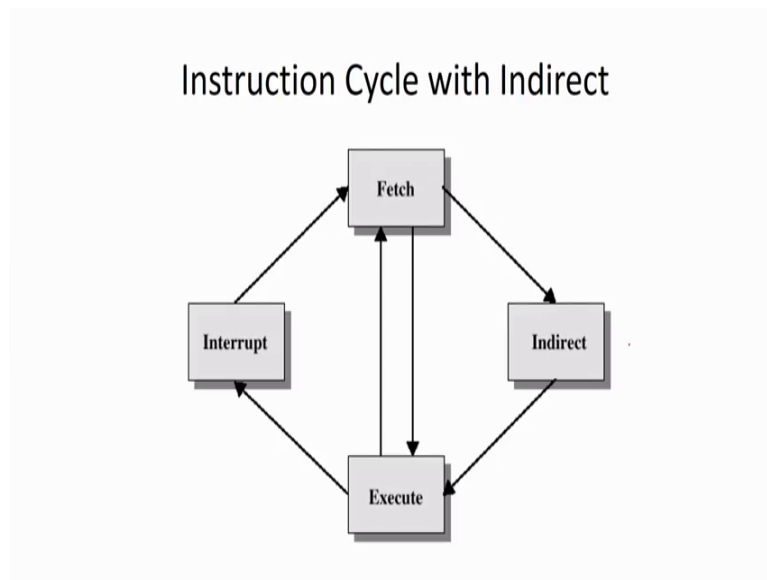 Instruction Cycle with Indirect
Fetch
Interrupt
Indirect
Execute